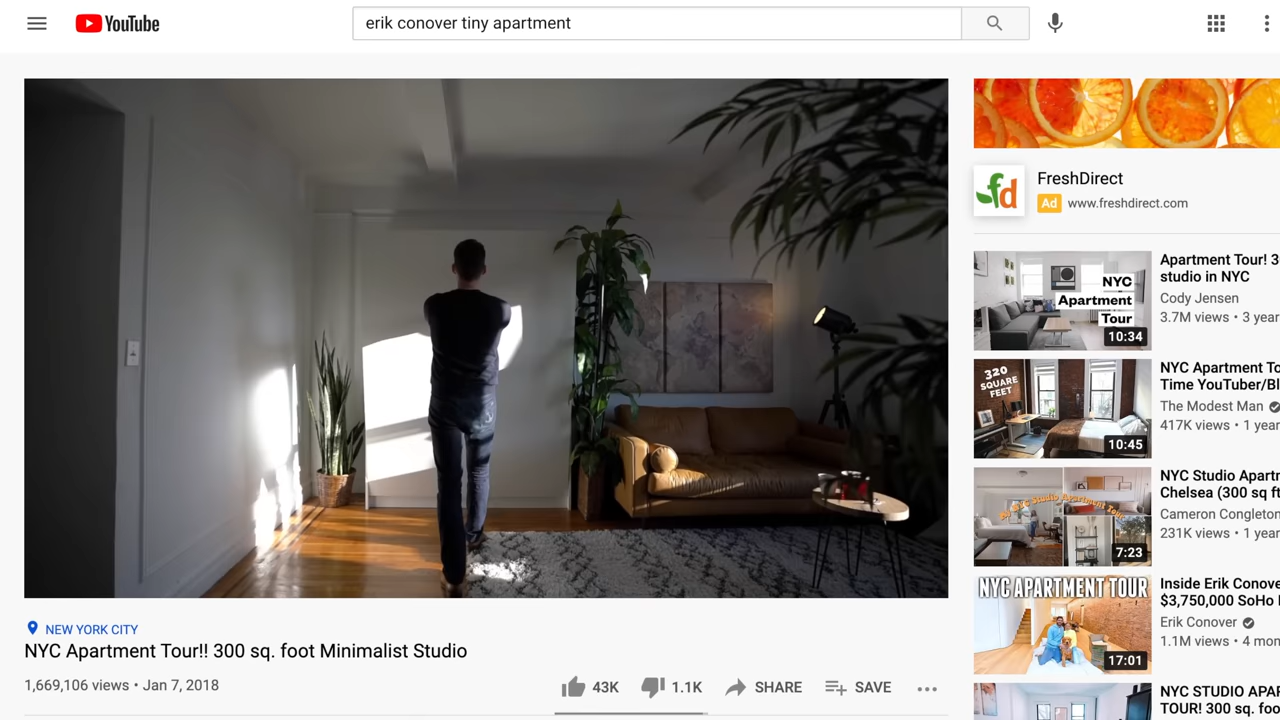 YouTube
erik conover tiny apartment
FreshDirect
fd
Ad www.freshdirect.com
NYC
Apartment
Tour
10:34
Apartment Tour! 3
studio in NYC
Cody Jensen
3.7M views • 3 year
320
SQUARE
FEET
10:45
NYC Apartment To
Time YouTuber/Bl
The Modest Man
417K views • 1 year
7:23
NYC Studio Apartr
Chelsea (300 sq ft
Cameron Congleton
231K views • 1 year
NYC APARTMENT TOUR
17:01
Inside Erik Conove
$3,750,000 SoHo
Erik Conover
1.1M views • 4 mon
NYC STUDIO APAR
TOUR! 300 sq. foo
NEW YORK CITY
NYC Apartment Tour!! 300 sq. foot Minimalist Studio
1,669,106 views • Jan 7, 2018
43K 1.1K SHARE SAVE